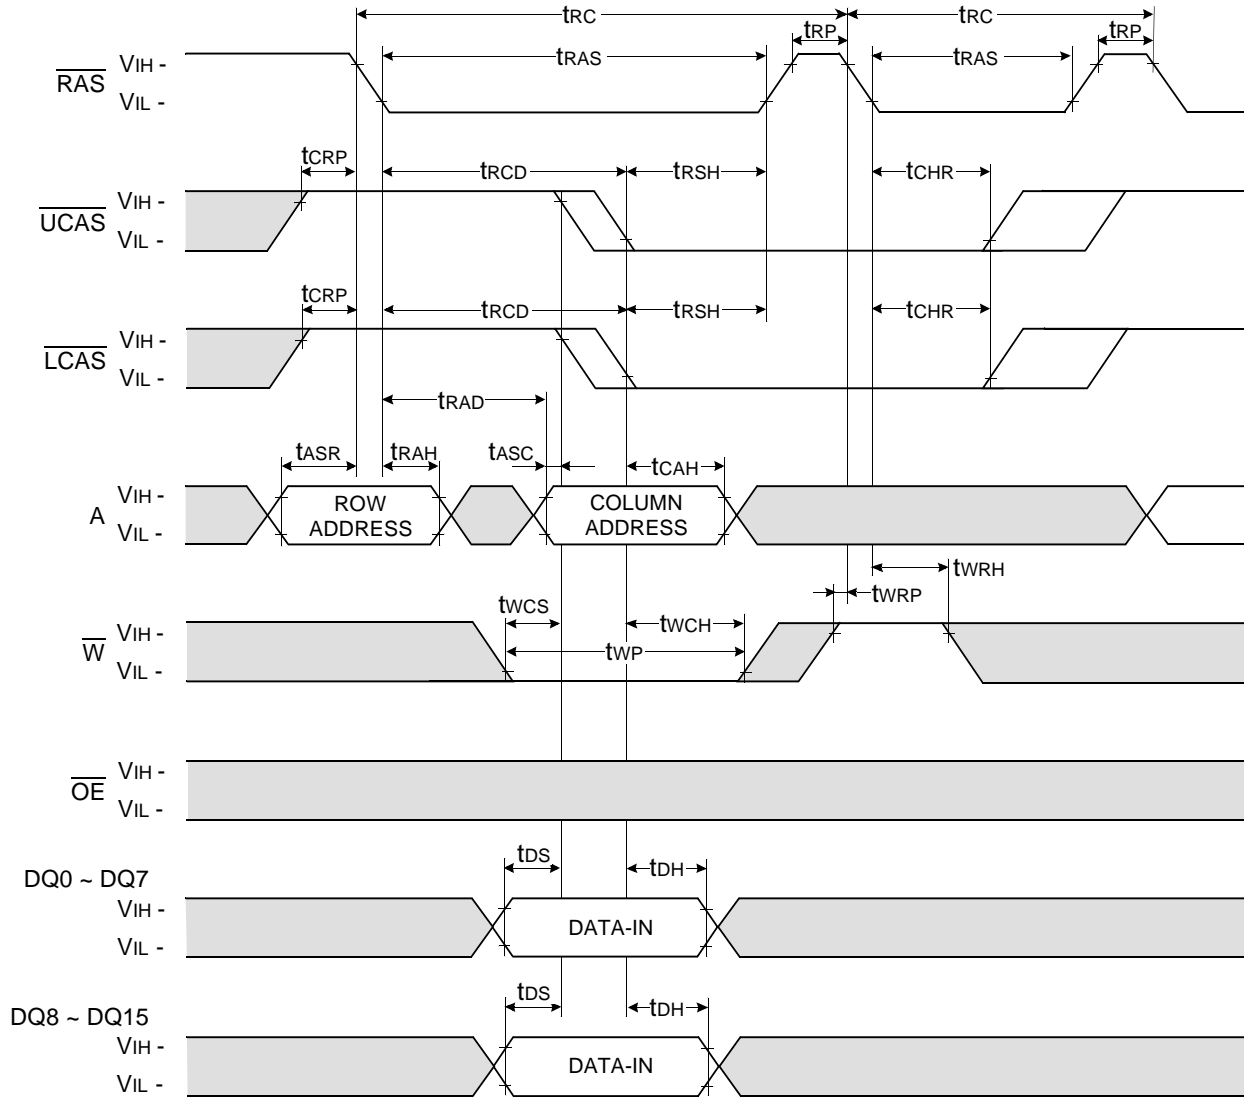 tRC tRC
tRP tRP
tRAS tRAS
RAS VIH -
VIL -
tCRP tRCD tRSH tCHR
UCAS VIH -
VIL -
tCRP tRCD tRSH tCHR
LCAS VIH -
VIL -
tRAD
tASR tRAH tASC tCAH
A VIH -
VIL -
ROW
ADDRESS
COLUMN
ADDRESS
tWRH
tWRP
tWCS tWCH
tWP
W VIH -
VIL -
OE VIH -
VIL -
tDS tDH
DQ0 ~ DQ7
VIH -
VIL -
DATA-IN
tDS tDH
DQ8 ~ DQ15
VIH -
VIL -
DATA-IN